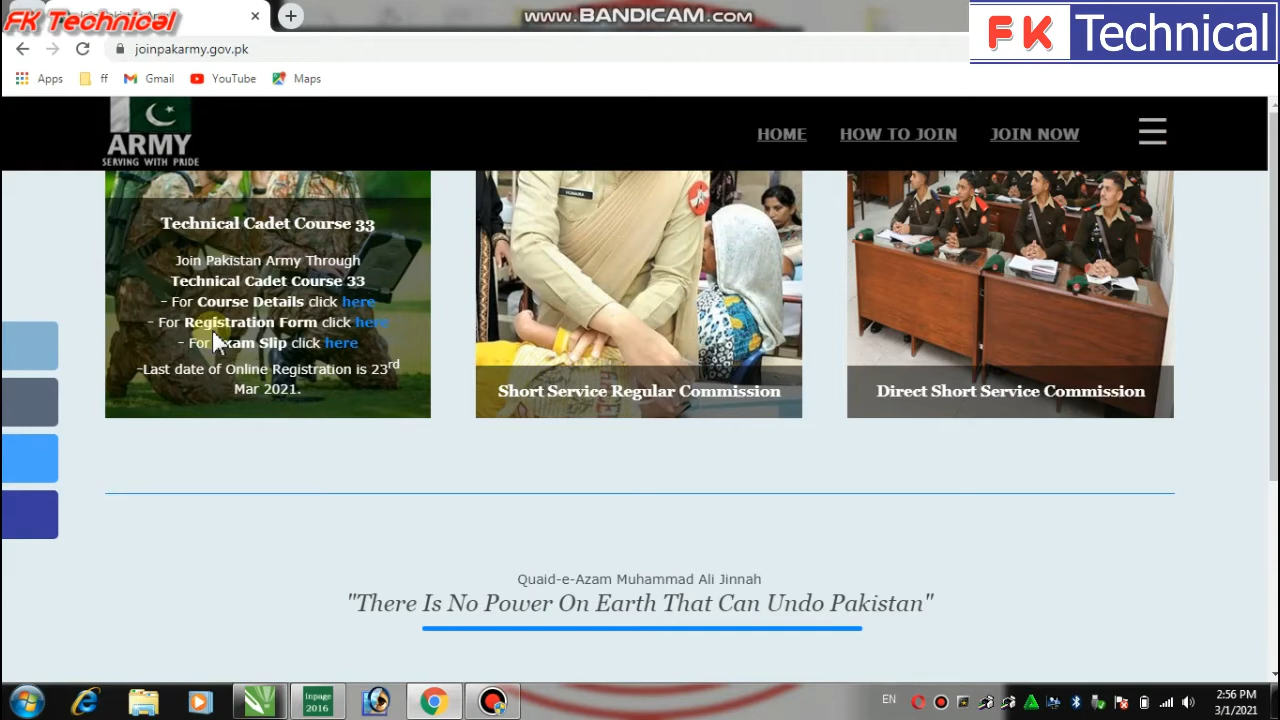 FK Technical
WWW.BANDICAM.COM
FK Technical
joinpakarmy.gov.pk
Apps
ff
Gmail
YouTube
Maps
ARMY
SERVING WITH PRIDE
HOME
HOW TO JOIN
JOIN NOW
Technical Cadet Course 33
Join Pakistan Army Through
Technical Cadet Course 33
- For Course Details click here
- For Registration Form click here
- For Exam Slip click here
-Last date of Online Registration is 23rd
Mar 2021.
Short Service Regular Commission
Direct Short Service Commission
Quaid-e-Azam Muhammad Ali Jinnah
"There Is No Power On Earth That Can Undo Pakistan"
inpage
2016
EN
2:56 PM
3/1/2021